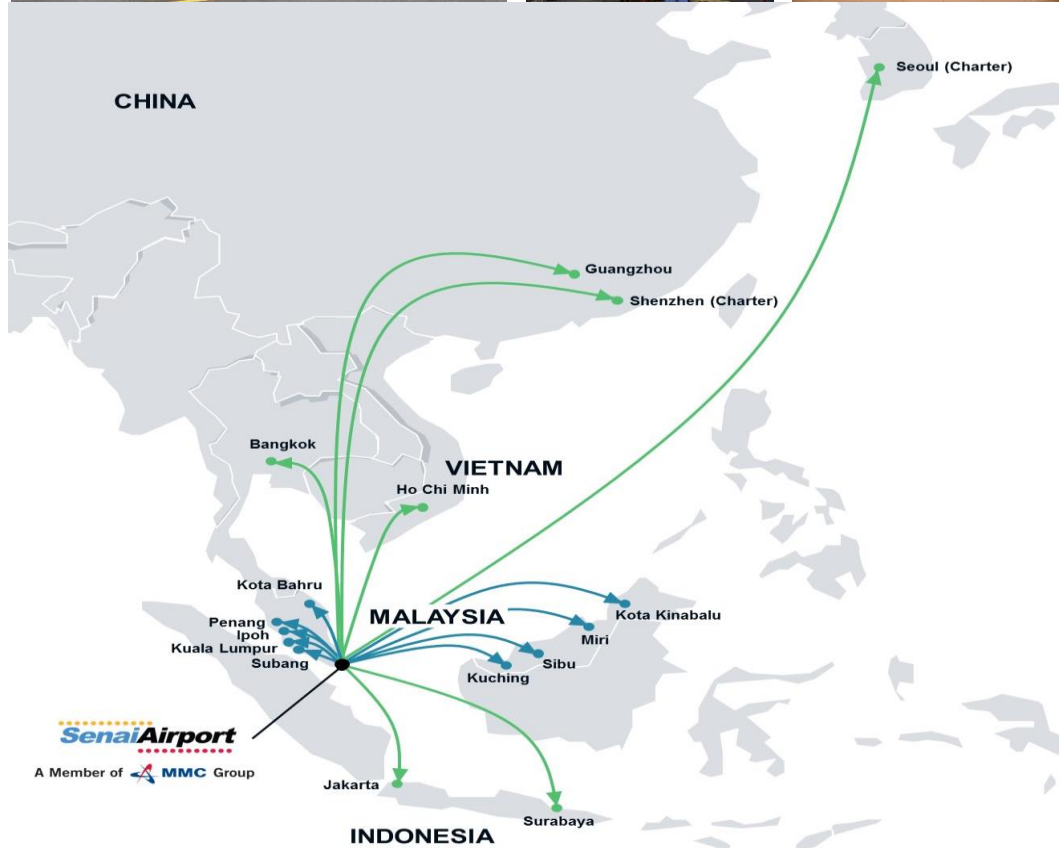 Seoul (Charter)
CHINA
Guangzhou
Shenzhen (Charter)
Bangkok
VIETNAM
Ho Chi Minh
Kota Bahru
MALAYSIA
Kota Kinabalu
Penang
Ipoh
Miri
Kuala Lumpur
Subang
Sibu
Kuching
SenaiAirport
A Member of MMC Group
Jakarta
Surabaya
INDONESIA